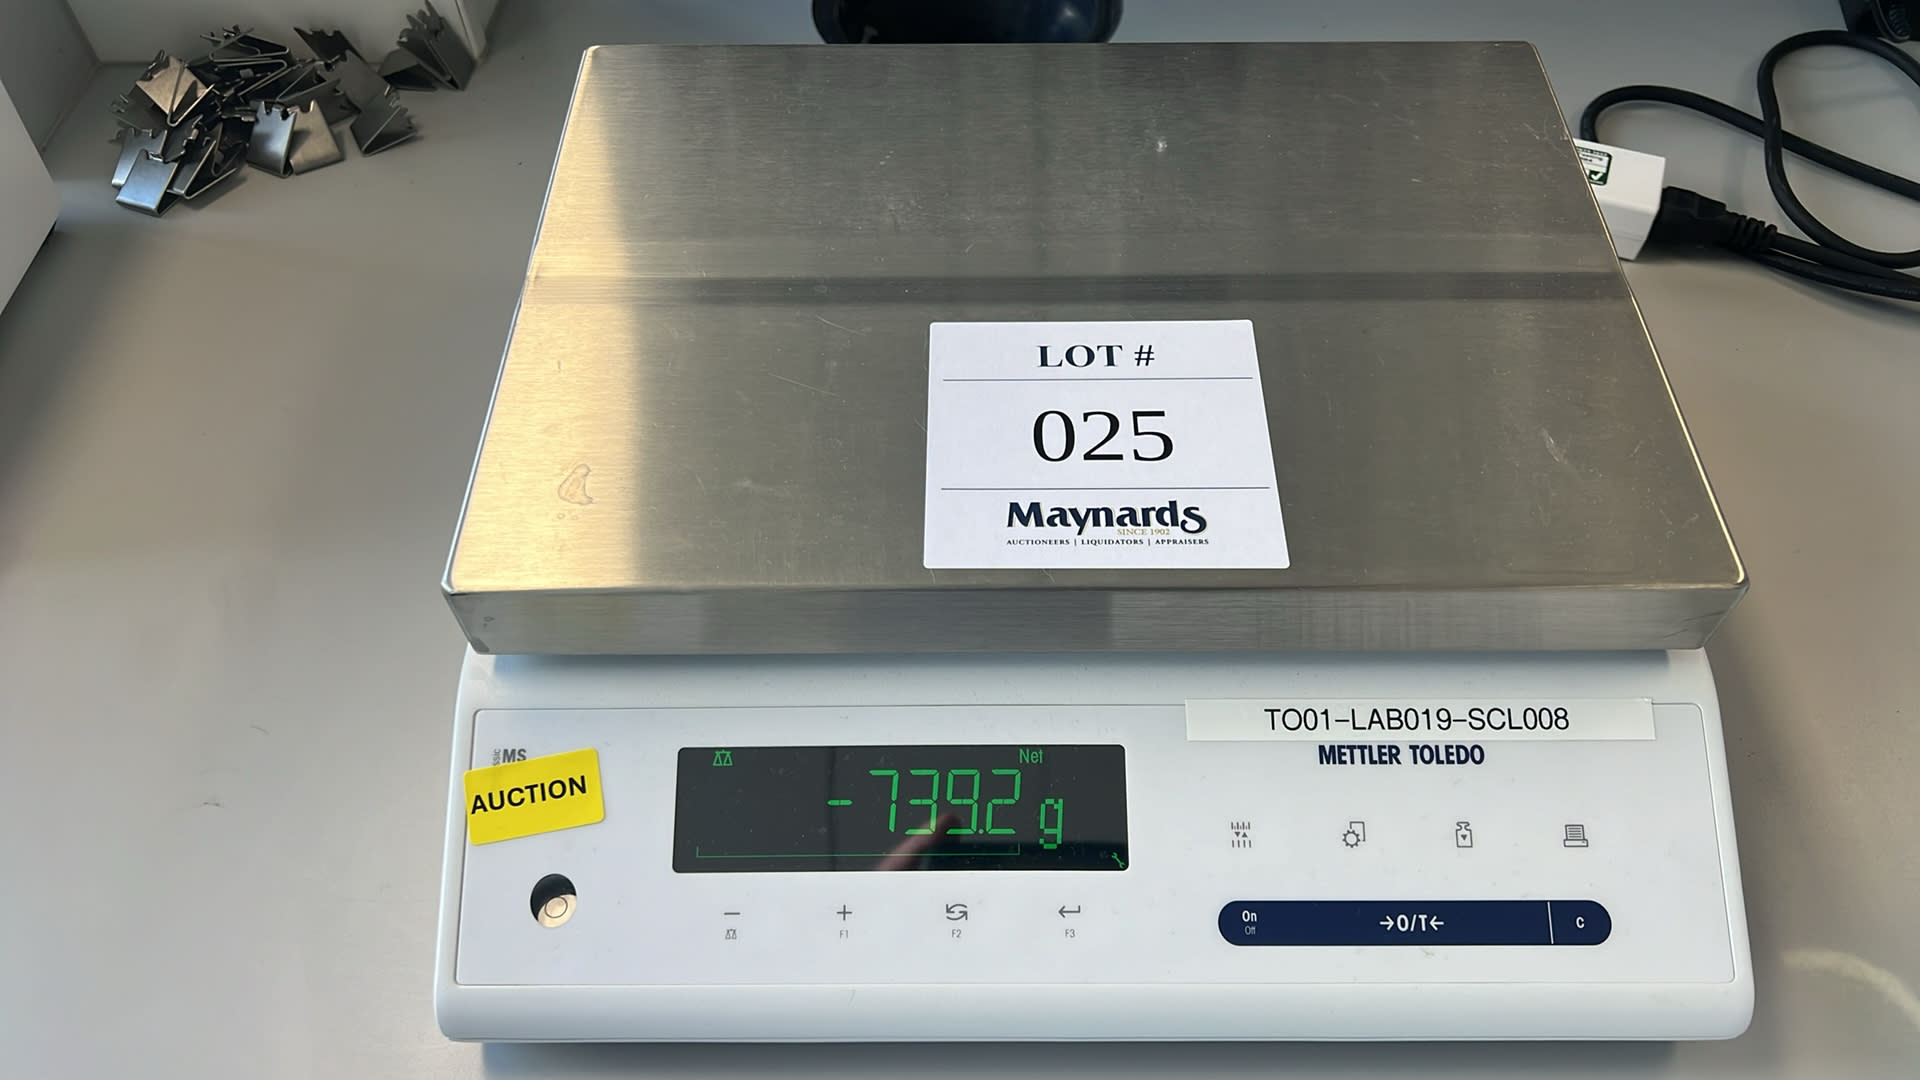 LOT #
025
Maynards
SINCE 1902
AUCTIONEERS | LIQUIDATORS | APPRAISERS
TO01-LAB019-SCL008
METTLER TOLEDO
MS
AUCTION
Net
-739.2 g
F1
F2
F3
On
Off
→0/T←
C